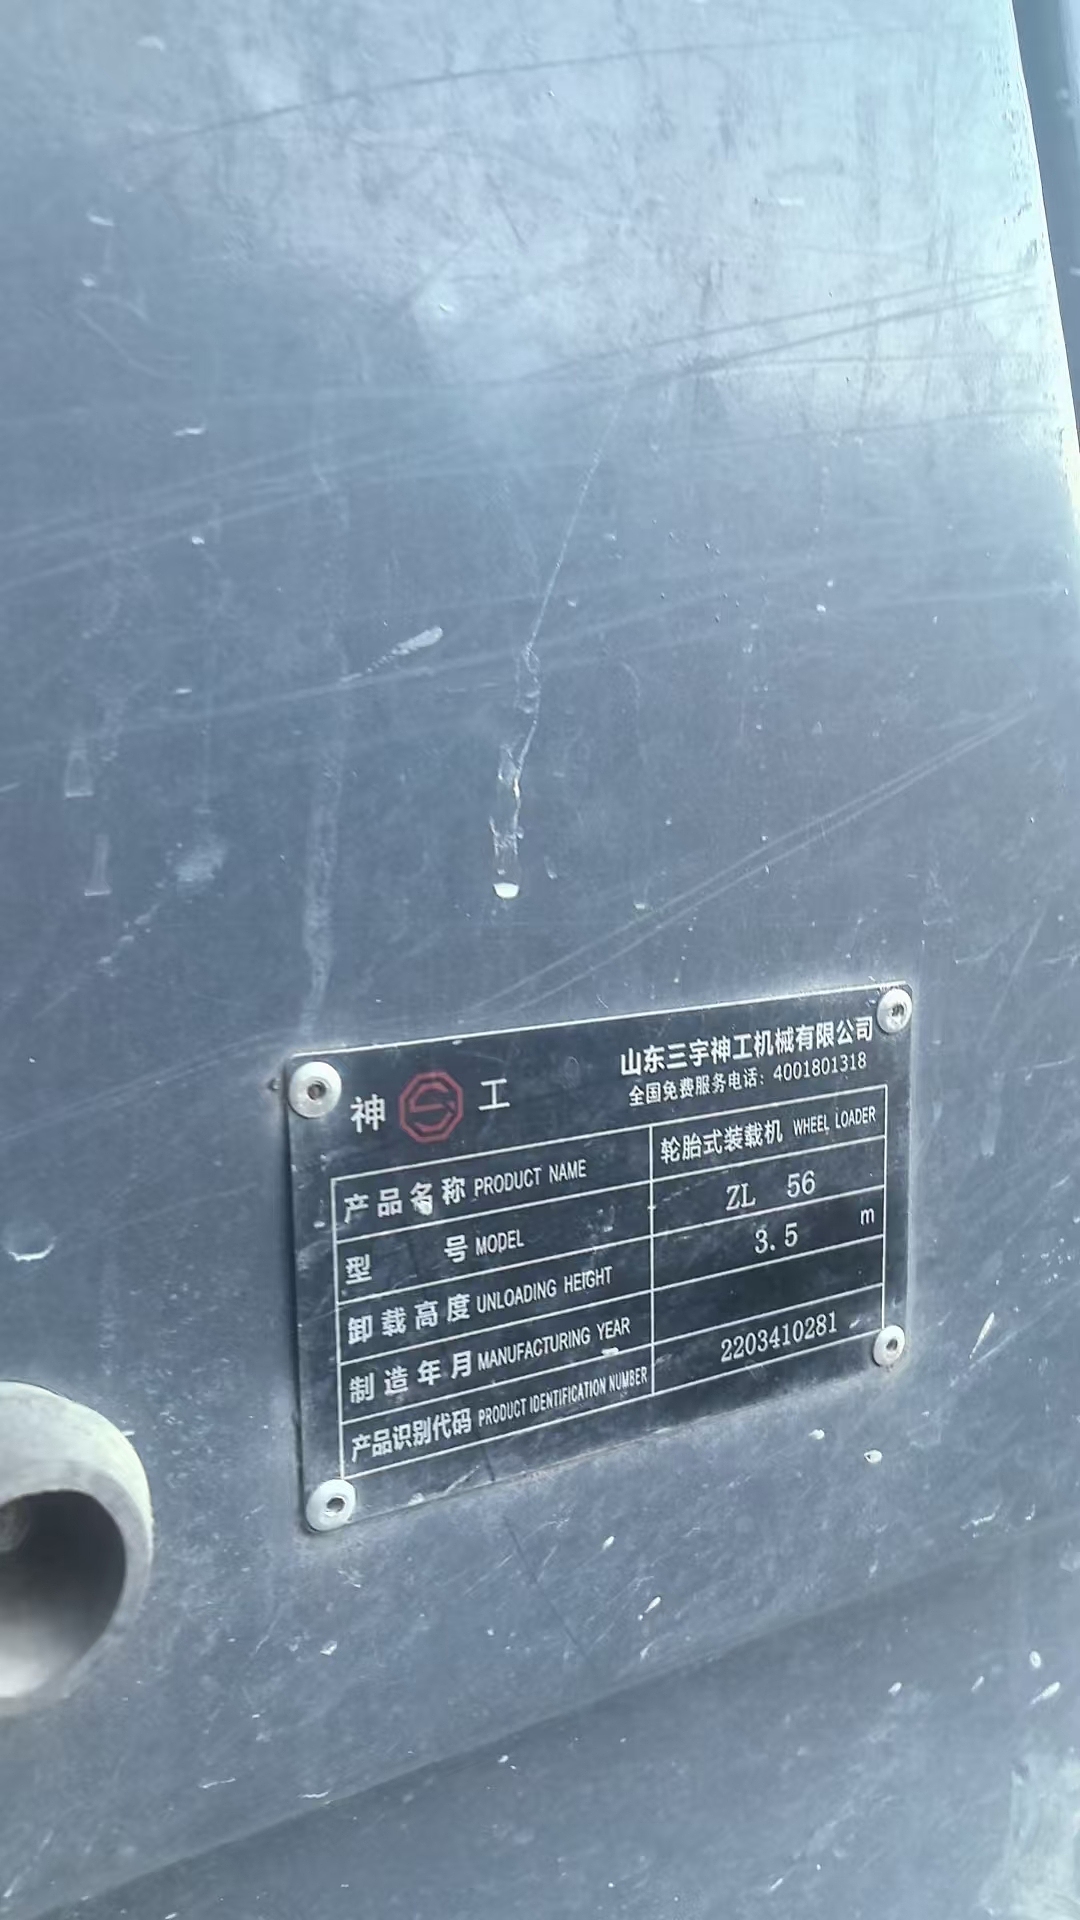 神 工
山东三宇神工机械有限公司
全国免费服务电话：4001801318
产品名称 PRODUCT NAME 轮胎式装载机 WHEEL LOADER
型 号 MODEL ZL 56
卸载高度 UNLOADING HEIGHT 3.5 m
制造年月 MANUFACTURING YEAR
产品识别代码 PRODUCT IDENTIFICATION NUMBER 2203410281